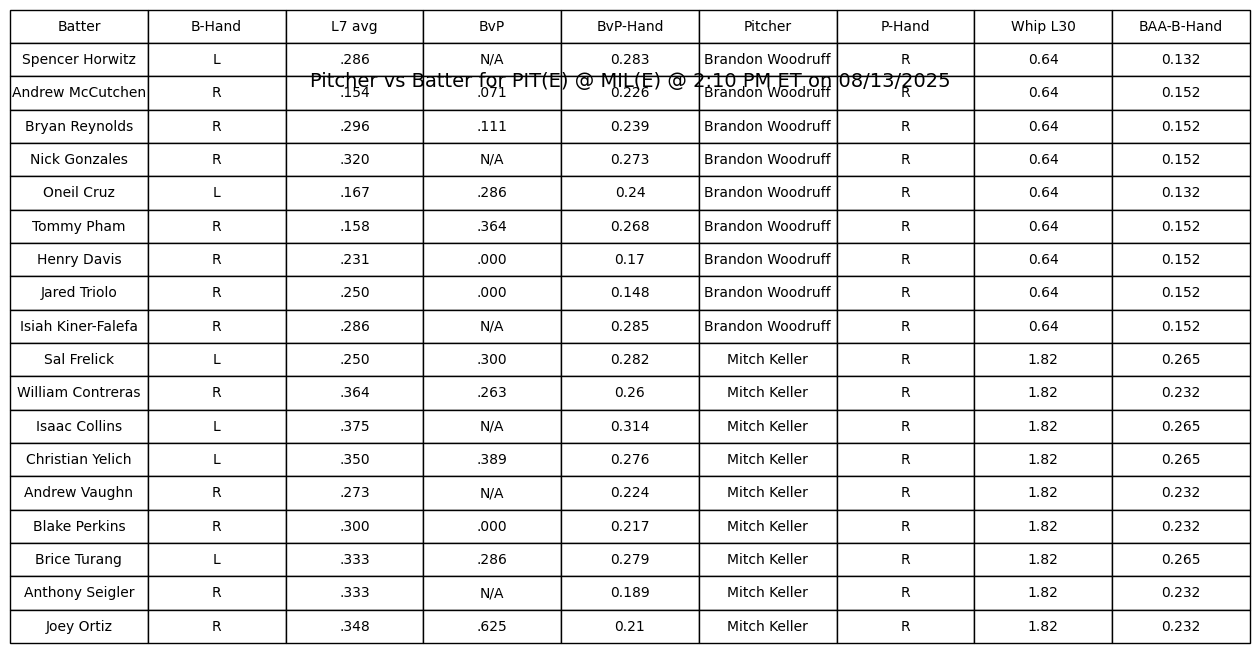 Batter B-Hand L7 avg BvP BvP-Hand Pitcher P-Hand Whip L30 BAA-B-Hand
Spencer Horwitz L .286 N/A 0.283 Brandon Woodruff R 0.64 0.132
Pitcher vs Batter for PIT(E) @ MIL(E) @ 2:10 PM ET on 08/13/2025
Andrew McCutchen R .154 .071 0.226 Brandon Woodruff R 0.64 0.152
Bryan Reynolds R .296 .111 0.239 Brandon Woodruff R 0.64 0.152
Nick Gonzales R .320 N/A 0.273 Brandon Woodruff R 0.64 0.152
Oneil Cruz L .167 .286 0.24 Brandon Woodruff R 0.64 0.132
Tommy Pham R .158 .364 0.268 Brandon Woodruff R 0.64 0.152
Henry Davis R .231 .000 0.17 Brandon Woodruff R 0.64 0.152
Jared Triolo R .250 .000 0.148 Brandon Woodruff R 0.64 0.152
Isiah Kiner-Falefa R .286 N/A 0.285 Brandon Woodruff R 0.64 0.152
Sal Frelick L .250 .300 0.282 Mitch Keller R 1.82 0.265
William Contreras R .364 .263 0.26 Mitch Keller R 1.82 0.232
Isaac Collins L .375 N/A 0.314 Mitch Keller R 1.82 0.265
Christian Yelich L .350 .389 0.276 Mitch Keller R 1.82 0.265
Andrew Vaughn R .273 N/A 0.224 Mitch Keller R 1.82 0.232
Blake Perkins R .300 .000 0.217 Mitch Keller R 1.82 0.232
Brice Turang L .333 .286 0.279 Mitch Keller R 1.82 0.265
Anthony Seigler R .333 N/A 0.189 Mitch Keller R 1.82 0.232
Joey Ortiz R .348 .625 0.21 Mitch Keller R 1.82 0.232